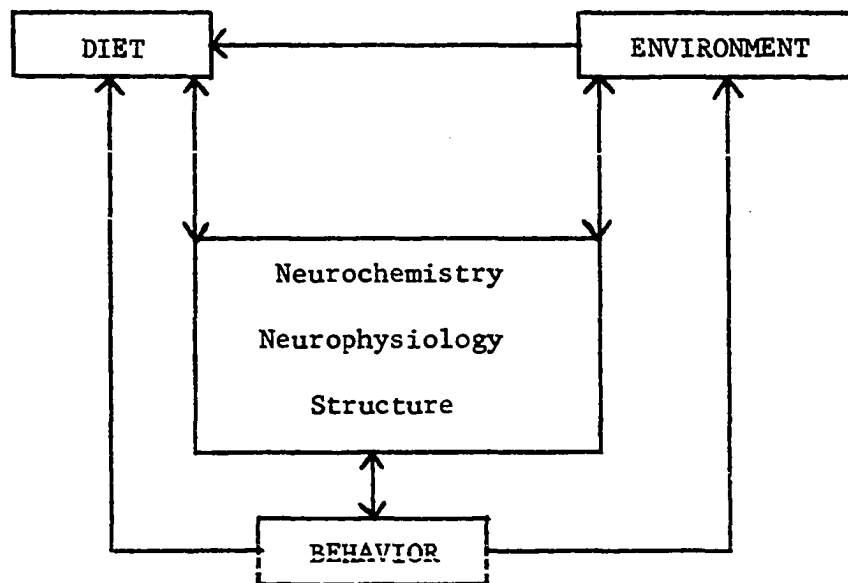 DIET
ENVIRONMENT
Neurochemistry
Neurophysiology
Structure
BEHAVIOR